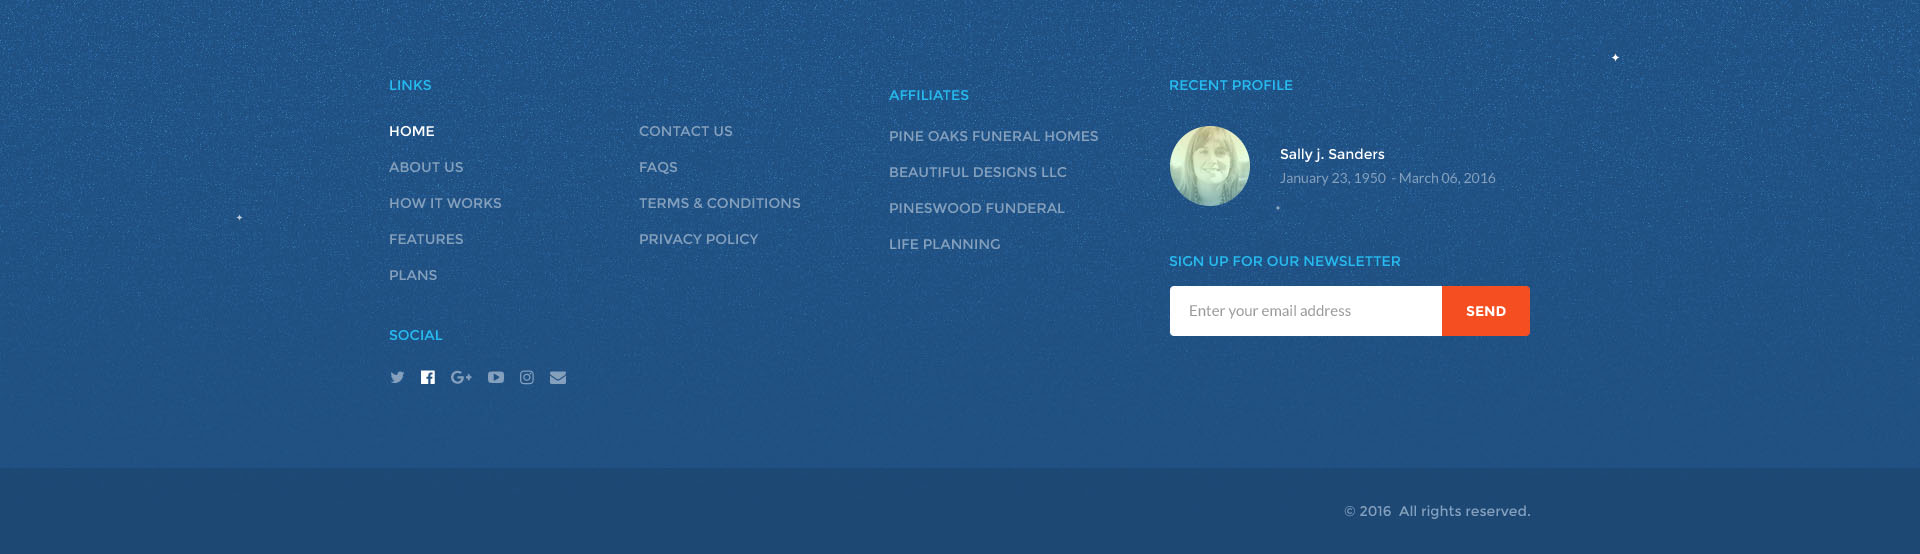 LINKS
HOME
ABOUT US
HOW IT WORKS
FEATURES
PLANS
CONTACT US
FAQS
TERMS & CONDITIONS
PRIVACY POLICY
SOCIAL
AFFILIATES
PINE OAKS FUNERAL HOMES
BEAUTIFUL DESIGNS LLC
PINESWOOD FUNDERAL
LIFE PLANNING
RECENT PROFILE
Sally j. Sanders
January 23, 1950 - March 06, 2016
SIGN UP FOR OUR NEWSLETTER
Enter your email address
SEND
© 2016 All rights reserved.